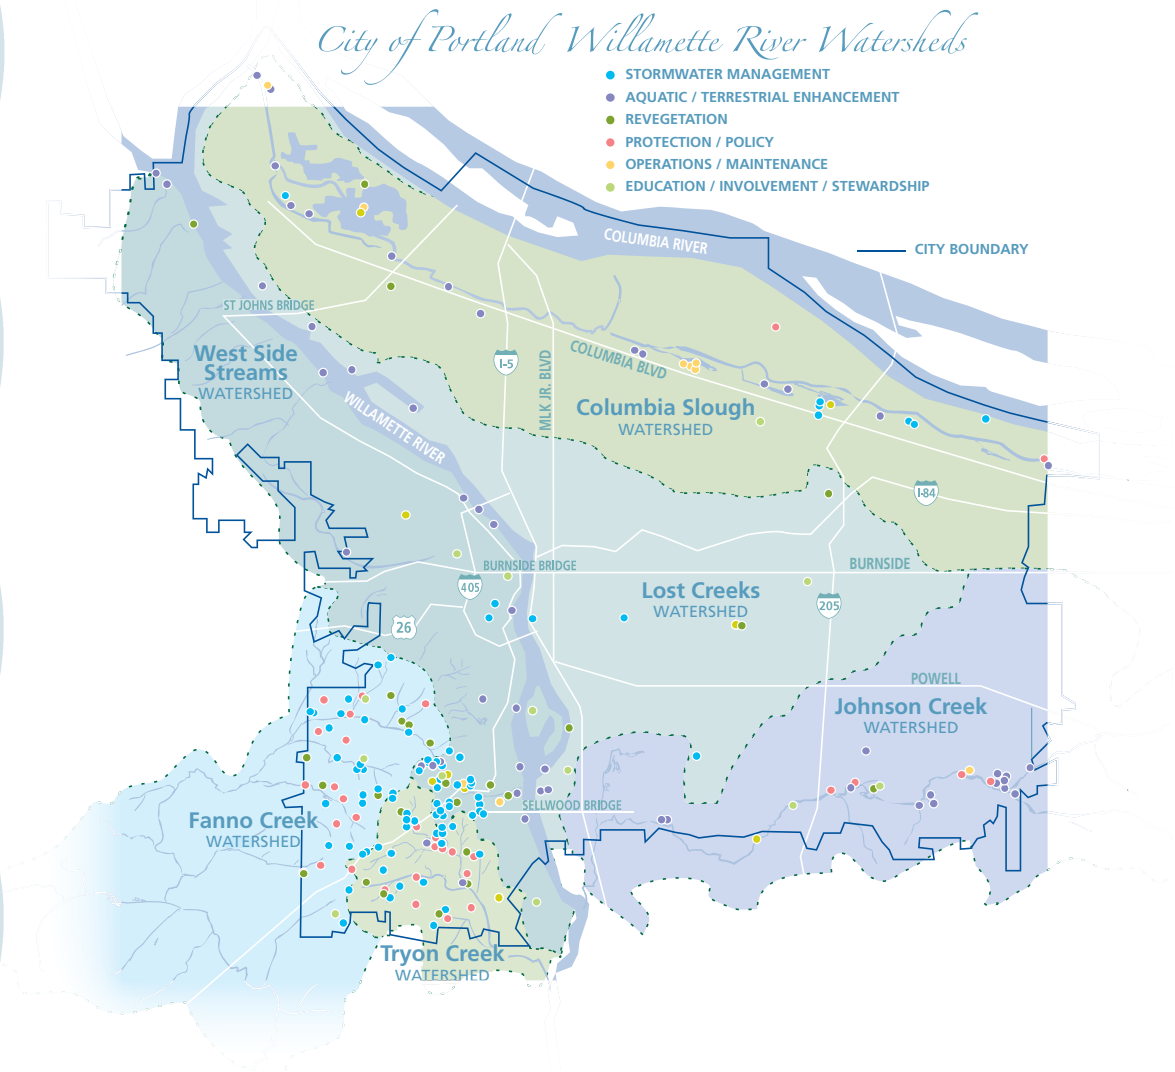 City of Portland Willamette River Watersheds
STORMWATER MANAGEMENT
AQUATIC / TERRESTRIAL ENHANCEMENT
REVEGETATION
PROTECTION / POLICY
OPERATIONS / MAINTENANCE
EDUCATION / INVOLVEMENT / STEWARDSHIP
CITY BOUNDARY
COLUMBIA RIVER
ST JOHNS BRIDGE
West Side
Streams
WATERSHED
I-5
MLK JR. BLVD
COLUMBIA BLVD
WILLAMETTE RIVER
Columbia Slough
WATERSHED
I-84
BURNSIDE BRIDGE
BURNSIDE
405
Lost Creeks
WATERSHED
205
26
POWELL
Johnson Creek
WATERSHED
SELLWOOD BRIDGE
Fanno Creek
WATERSHED
Tryon Creek
WATERSHED